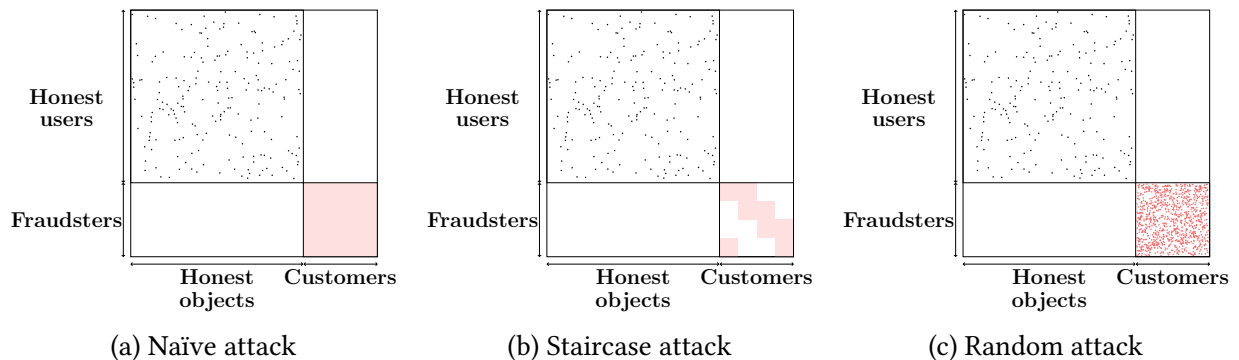 Honest
users
Fraudsters
Honest
objects
Customers
(a) Naïve attack
Honest
users
Fraudsters
Honest
objects
Customers
(b) Staircase attack
Honest
users
Fraudsters
Honest
objects
Customers
(c) Random attack